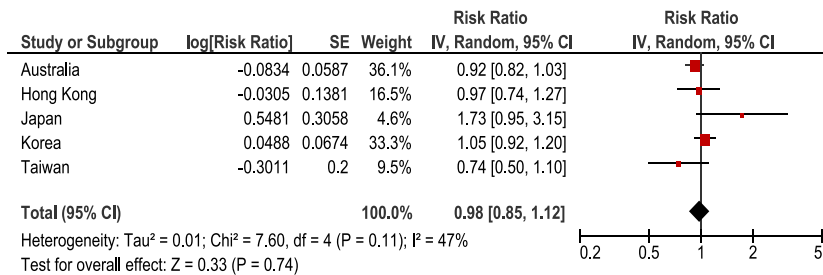 Risk Ratio Risk Ratio
Study or Subgroup log[Risk Ratio] SE Weight IV, Random, 95% CI IV, Random, 95% CI
Australia -0.0834 0.0587 36.1% 0.92 [0.82, 1.03]
Hong Kong -0.0305 0.1381 16.5% 0.97 [0.74, 1.27]
Japan 0.5481 0.3058 4.6% 1.73 [0.95, 3.15]
Korea 0.0488 0.0674 33.3% 1.05 [0.92, 1.20]
Taiwan -0.3011 0.2 9.5% 0.74 [0.50, 1.10]
Total (95% CI) 100.0% 0.98 [0.85, 1.12]
Heterogeneity: Tau² = 0.01; Chi² = 7.60, df = 4 (P = 0.11); I² = 47%
Test for overall effect: Z = 0.33 (P = 0.74)
0.2 0.5 1 2 5